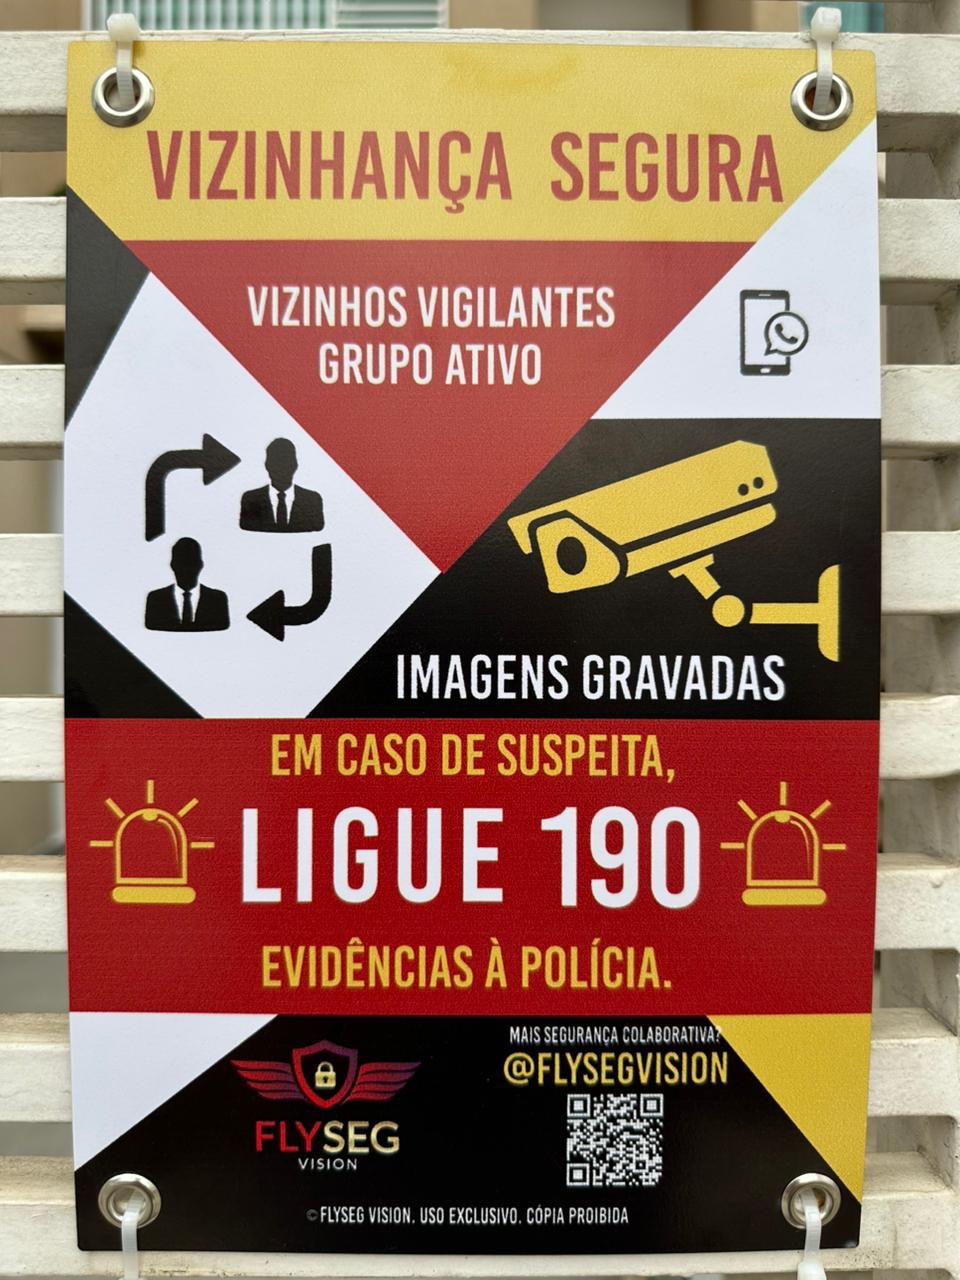 VIZINHANÇA SEGURA
VIZINHOS VIGILANTES
GRUPO ATIVO
IMAGENS GRAVADAS
EM CASO DE SUSPEITA,
LIGUE 190
EVIDÊNCIAS À POLÍCIA.
MAIS SEGURANÇA COLABORATIVA?
@FLYSEGVISION
FLYSEG
VISION
©FLYSEG VISION. USO EXCLUSIVO. CÓPIA PROIBIDA